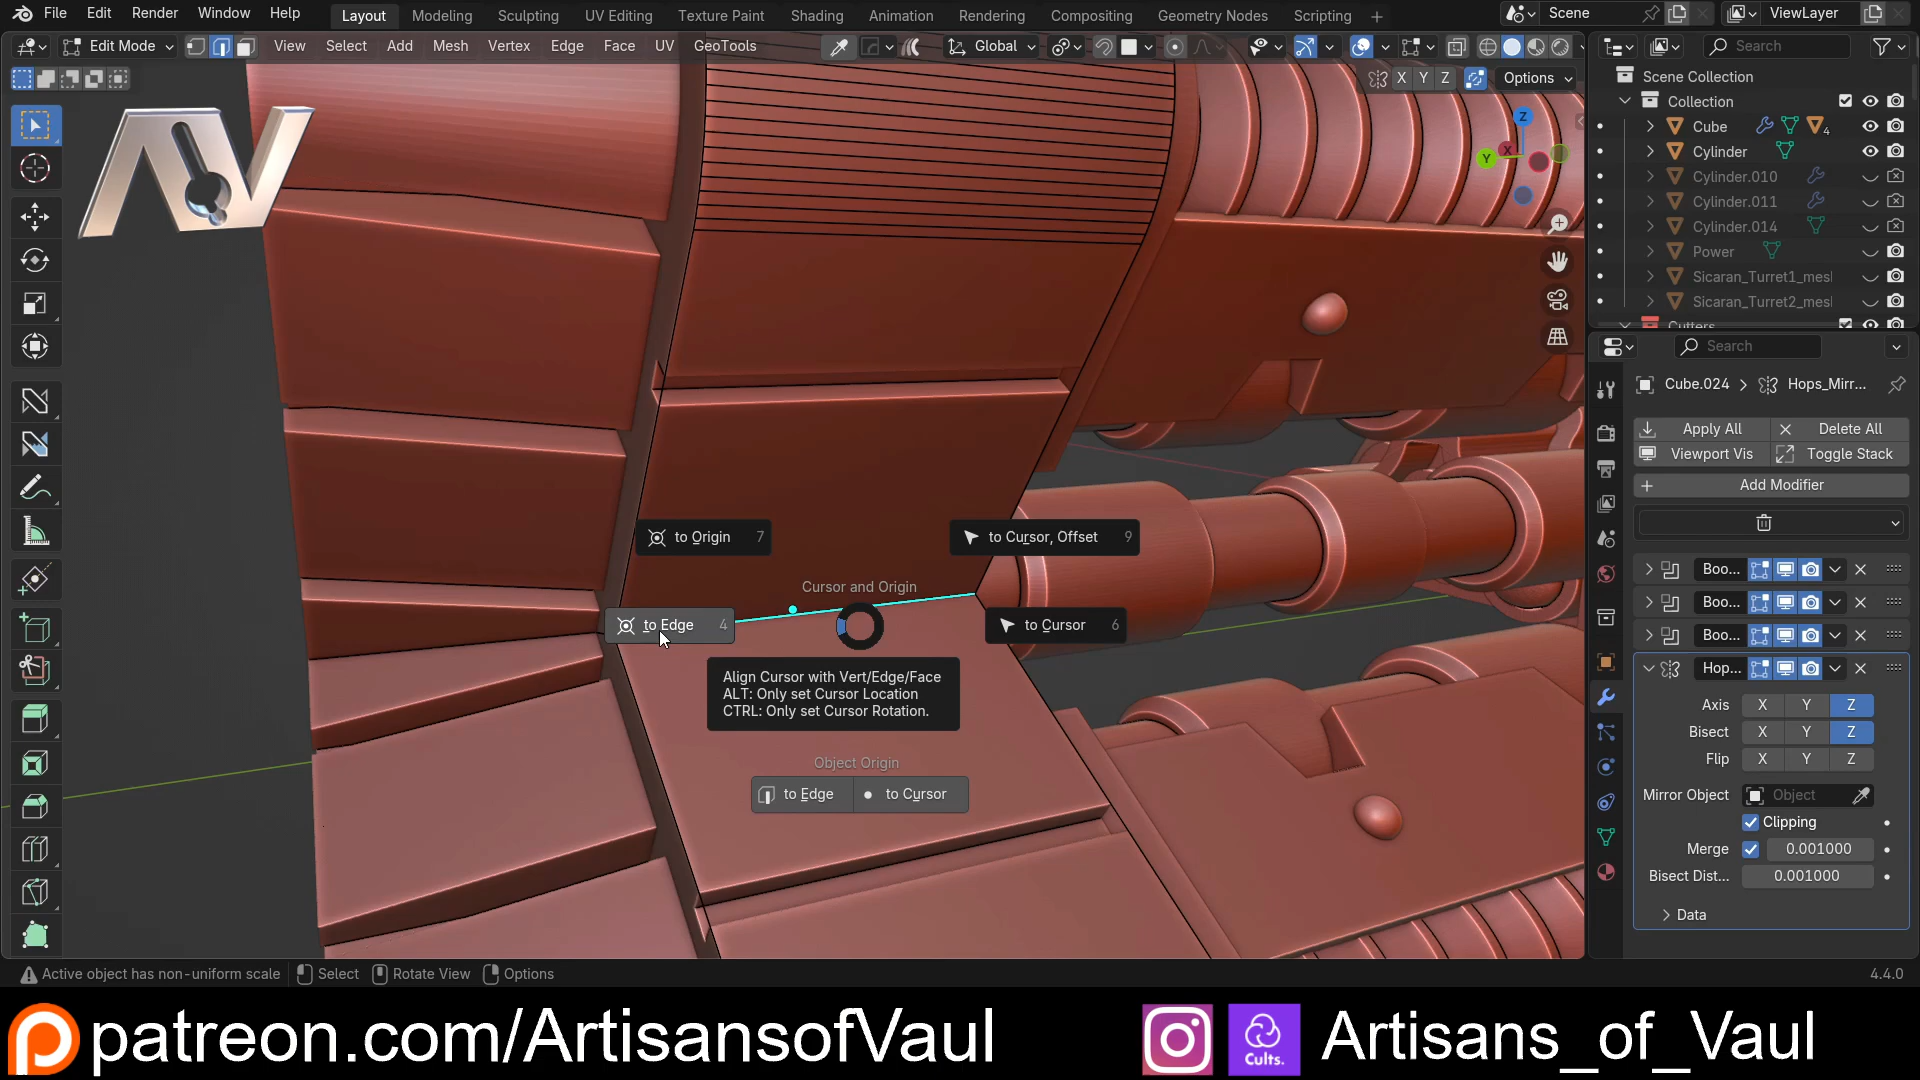 File Edit Render Window Help Layout Modeling Sculpting UV Editing Texture Paint Shading Animation Rendering Compositing Geometry Nodes Scripting Scene ViewLayer
Edit Mode View Select Add Mesh Vertex Edge Face UV GeoTools Global Search
X Y Z Options
Scene Collection
Collection
Cube 4
Cylinder
Cylinder.010
Cylinder.011
Cylinder.014
Power
Sicaran_Turret1_mesl
Sicaran_Turret2_mesl
Cutters
Z
Y X
AV
Search
Cube.024 > Hops_Mirr...
Apply All Delete All
Viewport Vis Toggle Stack
Add Modifier
Boo...
Boo...
Boo...
Hop...
Axis X Y Z
Bisect X Y Z
Flip X Y Z
Mirror Object Object
Clipping
Merge 0.001000
Bisect Dist... 0.001000
Data
to Origin 7
to Cursor, Offset 9
Cursor and Origin
to Edge 4
to Cursor 6
Align Cursor with Vert/Edge/Face
ALT: Only set Cursor Location
CTRL: Only set Cursor Rotation.
Object Origin
to Edge to Cursor
Active object has non-uniform scale Select Rotate View Options 4.4.0
patreon.com/ArtisansofVaul Cults. Artisans_of_Vaul